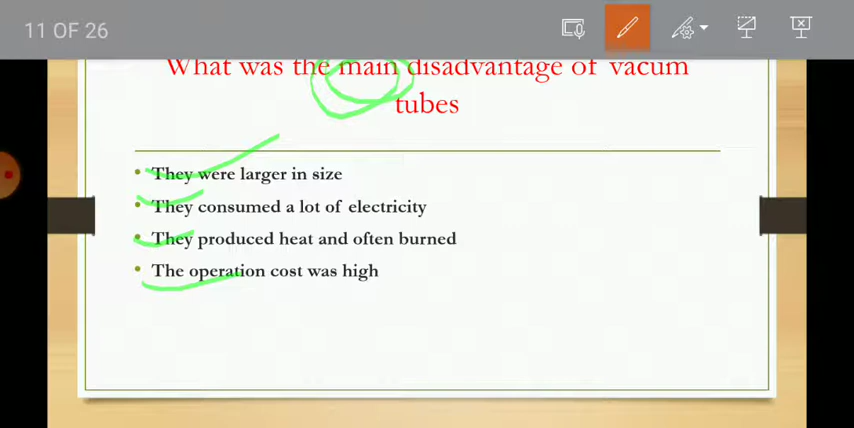 11 OF 26
What was the main disadvantage of vacum
tubes
• They were larger in size
• They consumed a lot of electricity
• They produced heat and often burned
• The operation cost was high